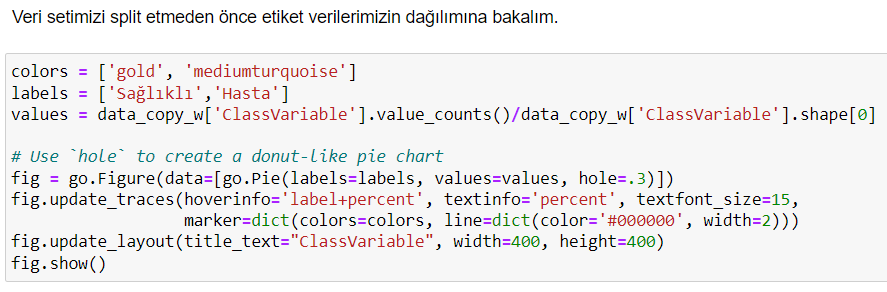 Veri setimizi split etmeden önce etiket verilerimizin dağılımına bakalım.
colors = ['gold', 'mediumturquoise']
labels = ['Sağlıklı','Hasta']
values = data_copy_w['ClassVariable'].value_counts()/data_copy_w['ClassVariable'].shape[0]
# Use `hole` to create a donut-like pie chart
fig = go.Figure(data=[go.Pie(labels=labels, values=values, hole=.3)])
fig.update_traces(hoverinfo='label+percent', textinfo='percent', textfont_size=15,
marker=dict(colors=colors, line=dict(color='#000000', width=2)))
fig.update_layout(title_text="ClassVariable", width=400, height=400)
fig.show()